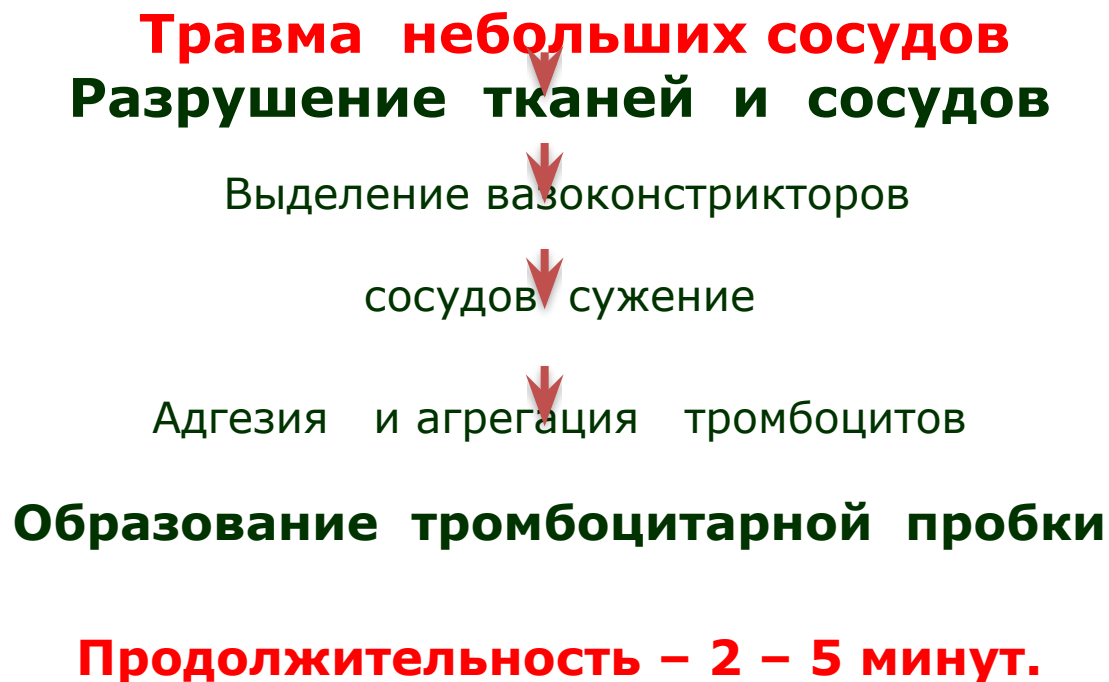 Травма небольших сосудов
Разрушение тканей и сосудов
Выделение вазоконстрикторов
сосудов сужение
Адгезия и агрегация тромбоцитов
Образование тромбоцитарной пробки
Продолжительность – 2 – 5 минут.